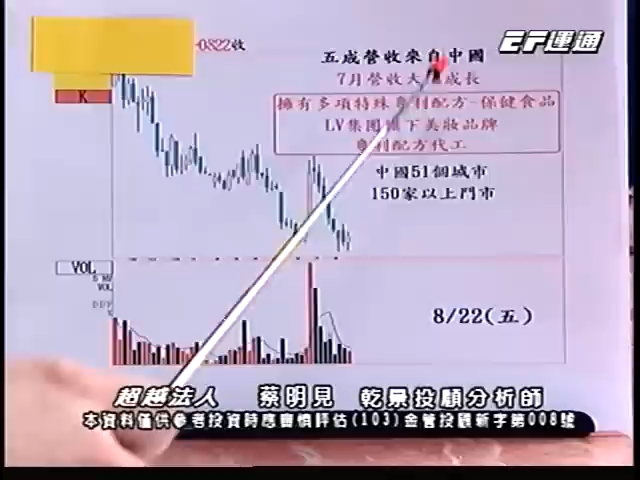 0822收
五成營收來自中國
7月營收大成長
擁有多項特殊專利配方-保健食品
LV集團旗下美妝品牌
專利配方代工
中國51個城市
150家以上門市
K
VOL
VOL
8/22(五)
EF運通
超越法人 蔡明見 乾景投顧分析師
本資料僅供參考投資時應審慎評估(103)金管投顧新字第008號